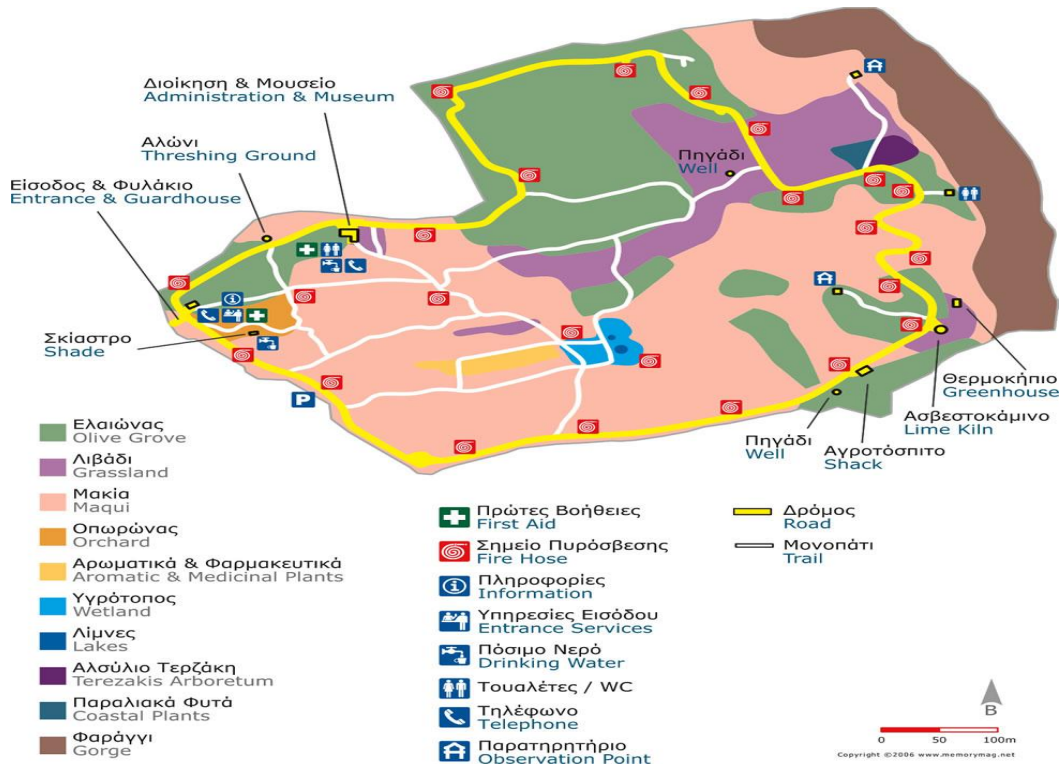 Διοίκηση & Μουσείο
Administration & Museum
Αλώνι
Threshing Ground
Είσοδος & Φυλάκιο
Entrance & Guardhouse
Πηγάδι
Well
Σκίαστρο
Shade
P
Θερμοκήπιο
Greenhouse
Ασβεστοκάμινο
Lime Kiln
Πηγάδι
Well
Αγροτόσπιτο
Shack
Ελαιώνας
Olive Grove
Λιβάδι
Grassland
Μακία
Maqui
Οπωρώνας
Orchard
Αρωματικά & Φαρμακευτικά
Aromatic & Medicinal Plants
Υγρότοπος
Wetland
Λίμνες
Lakes
Αλσύλιο Τερζάκη
Terezakis Arboretum
Παραλιακά Φυτά
Coastal Plants
Φαράγγι
Gorge
Πρώτες Βοήθειες
First Aid
Σημείο Πυρόσβεσης
Fire Hose
Πληροφορίες
Information
Υπηρεσίες Εισόδου
Entrance Services
Πόσιμο Νερό
Drinking Water
Τουαλέτες / WC
Τηλέφωνο
Telephone
Παρατηρητήριο
Observation Point
Δρόμος
Road
Μονοπάτι
Trail
Β
0 50 100m
Copyright ©2006 www.memorymag.net